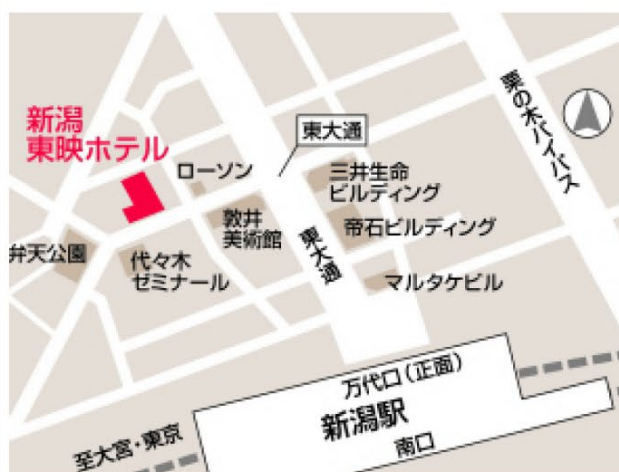 新潟
東映ホテル
ローソン
東大通
三井生命
ビルディング
敦井
美術館
帝石ビルディング
東大通
栗の木バイパス
弁天公園
代々木
ゼミナール
マルタケビル
万代口(正面)
新潟駅
南口
至大宮・東京